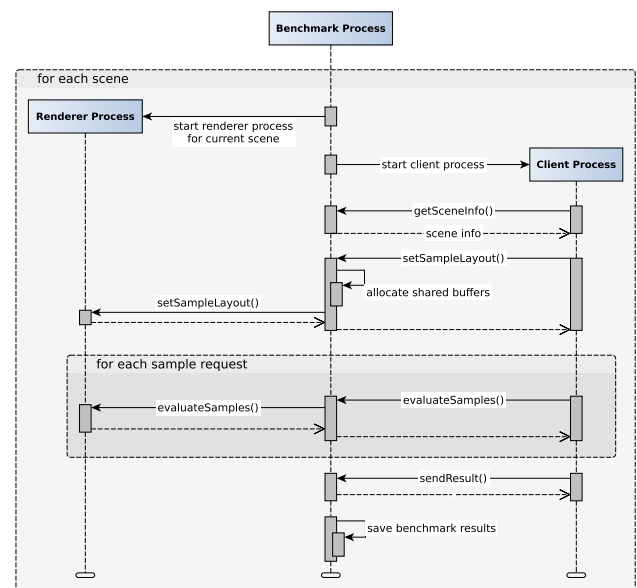 Benchmark Process
for each scene
Renderer Process
start renderer process
for current scene
start client process
Client Process
getSceneInfo()
scene info
setSampleLayout()
allocate shared buffers
setSampleLayout()
for each sample request
evaluateSamples()
evaluateSamples()
sendResult()
save benchmark results